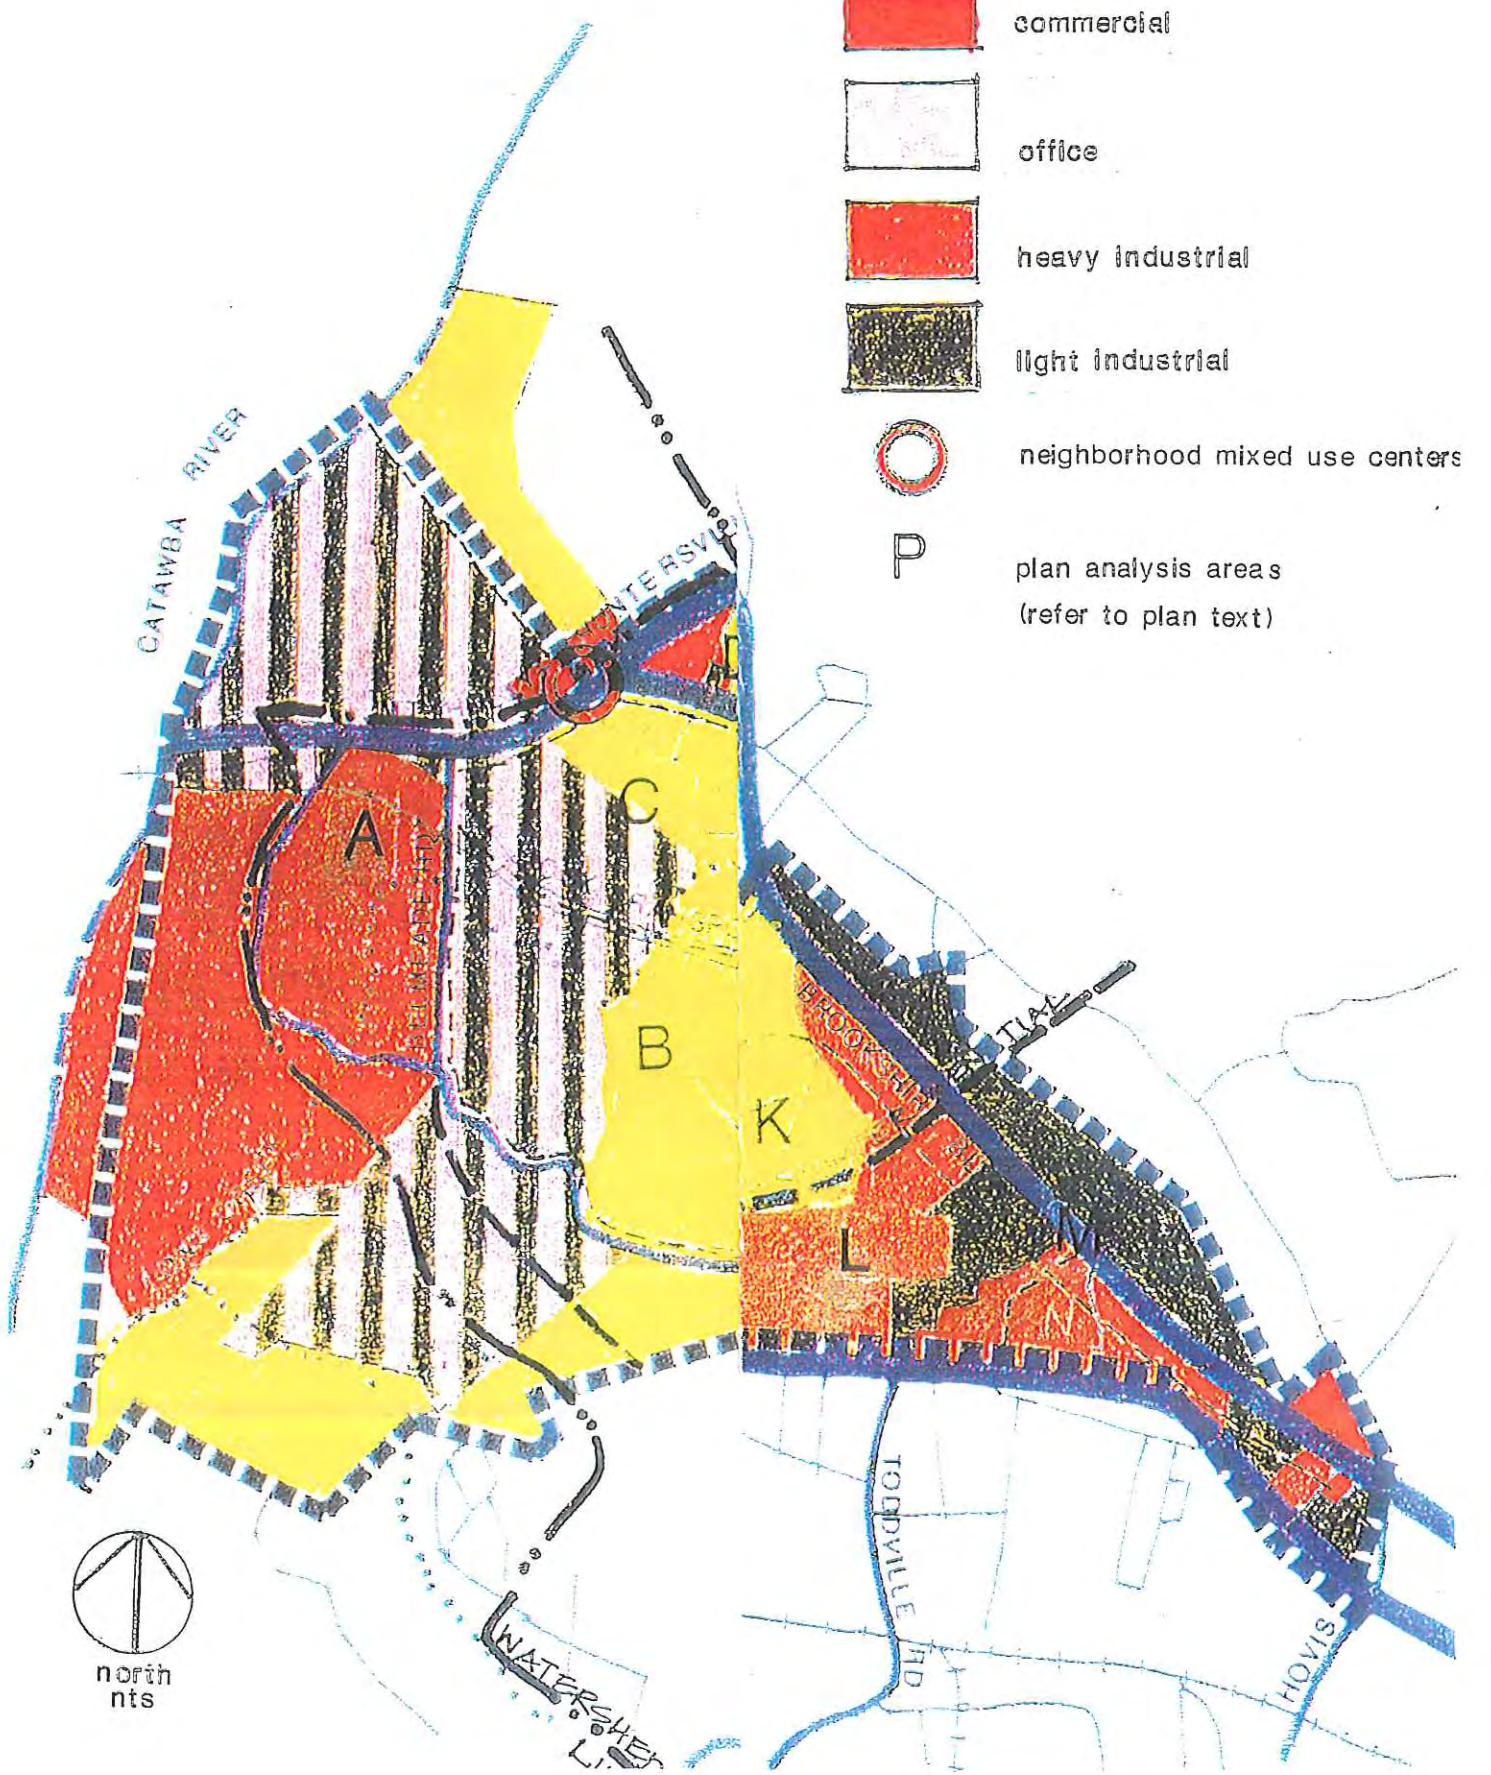 commercial
office
heavy industrial
light industrial
neighborhood mixed use centers
P
plan analysis areas
(refer to plan text)
CATAWBA RIVER
C
A
B
K
L
M
N
TODDVILLE RD
HOVIS
north
nts
WATERSHED